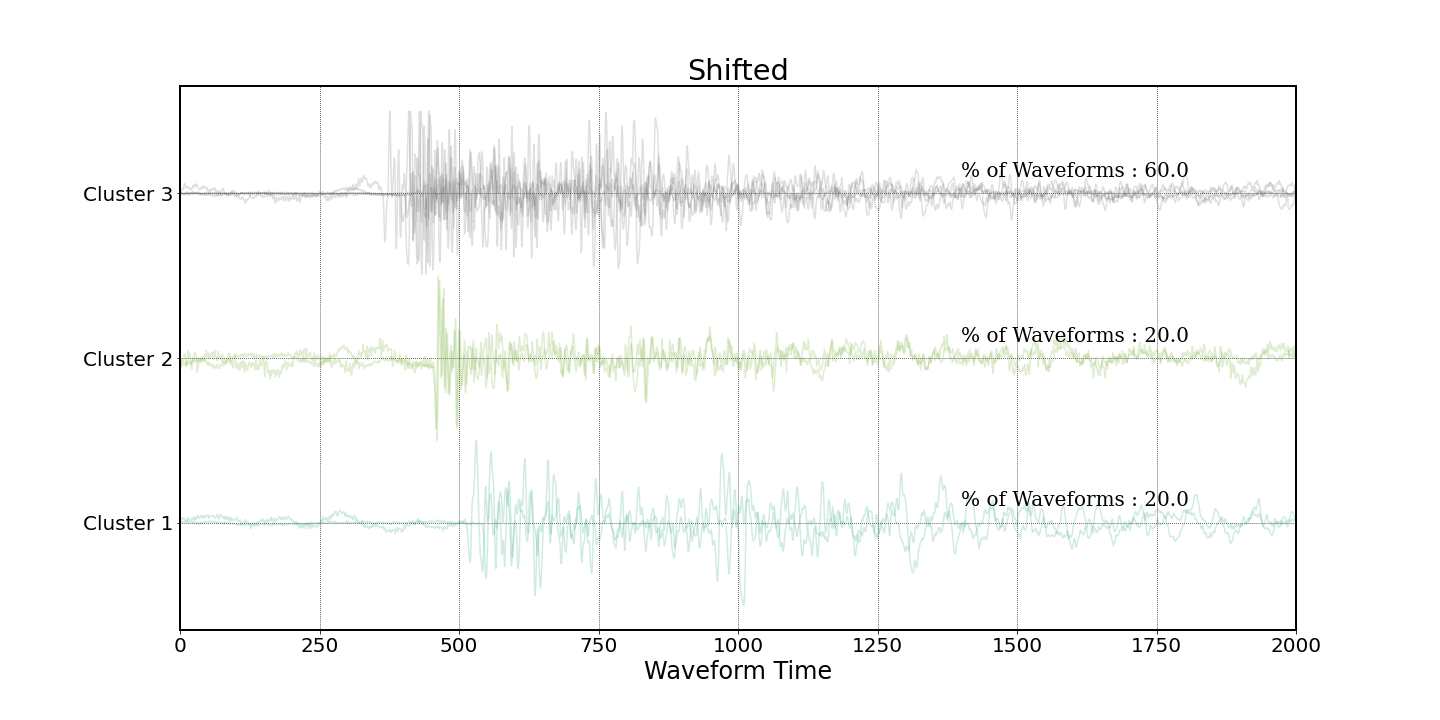 Shifted
Cluster 3
% of Waveforms : 60.0
Cluster 2
% of Waveforms : 20.0
Cluster 1
% of Waveforms : 20.0
0 250 500 750 1000 1250 1500 1750 2000
Waveform Time